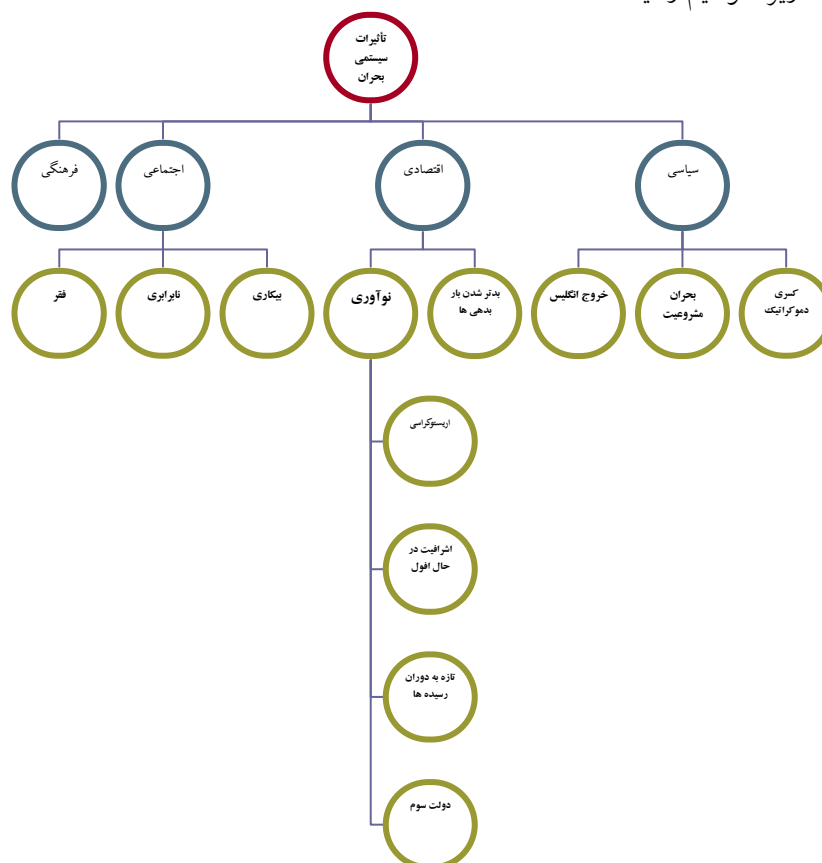 تأثیرات
سیستمی
بحران
سیاسی
اقتصادی
اجتماعی
فرهنگی
کسری
دموکراتیک
بحران
مشروعیت
خروج انگلیس
بدتر شدن بار
بدهی ها
نوآوری
بیکاری
نابرابری
فقر
اریستوکراسی
اشرافیت در
حال افول
تازه به دوران
رسیده ها
دولت سوم